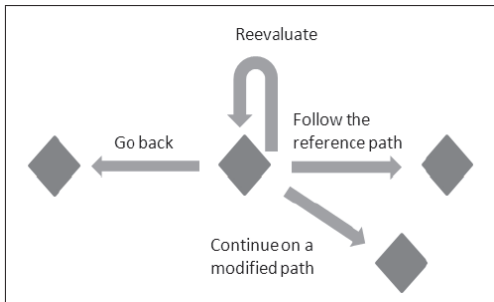 Reevaluate
Go back
Follow the
reference path
Continue on a
modified path